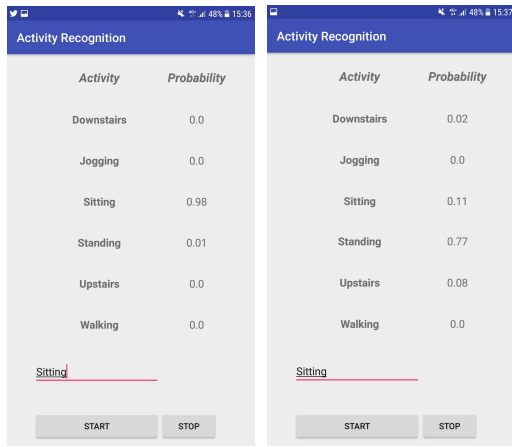 48% 15:36
Activity Recognition
Activity Probability
Downstairs 0.0
Jogging 0.0
Sitting 0.98
Standing 0.01
Upstairs 0.0
Walking 0.0
Sitting
START STOP
48% 15:37
Activity Recognition
Activity Probability
Downstairs 0.02
Jogging 0.0
Sitting 0.11
Standing 0.77
Upstairs 0.08
Walking 0.0
Sitting
START STOP